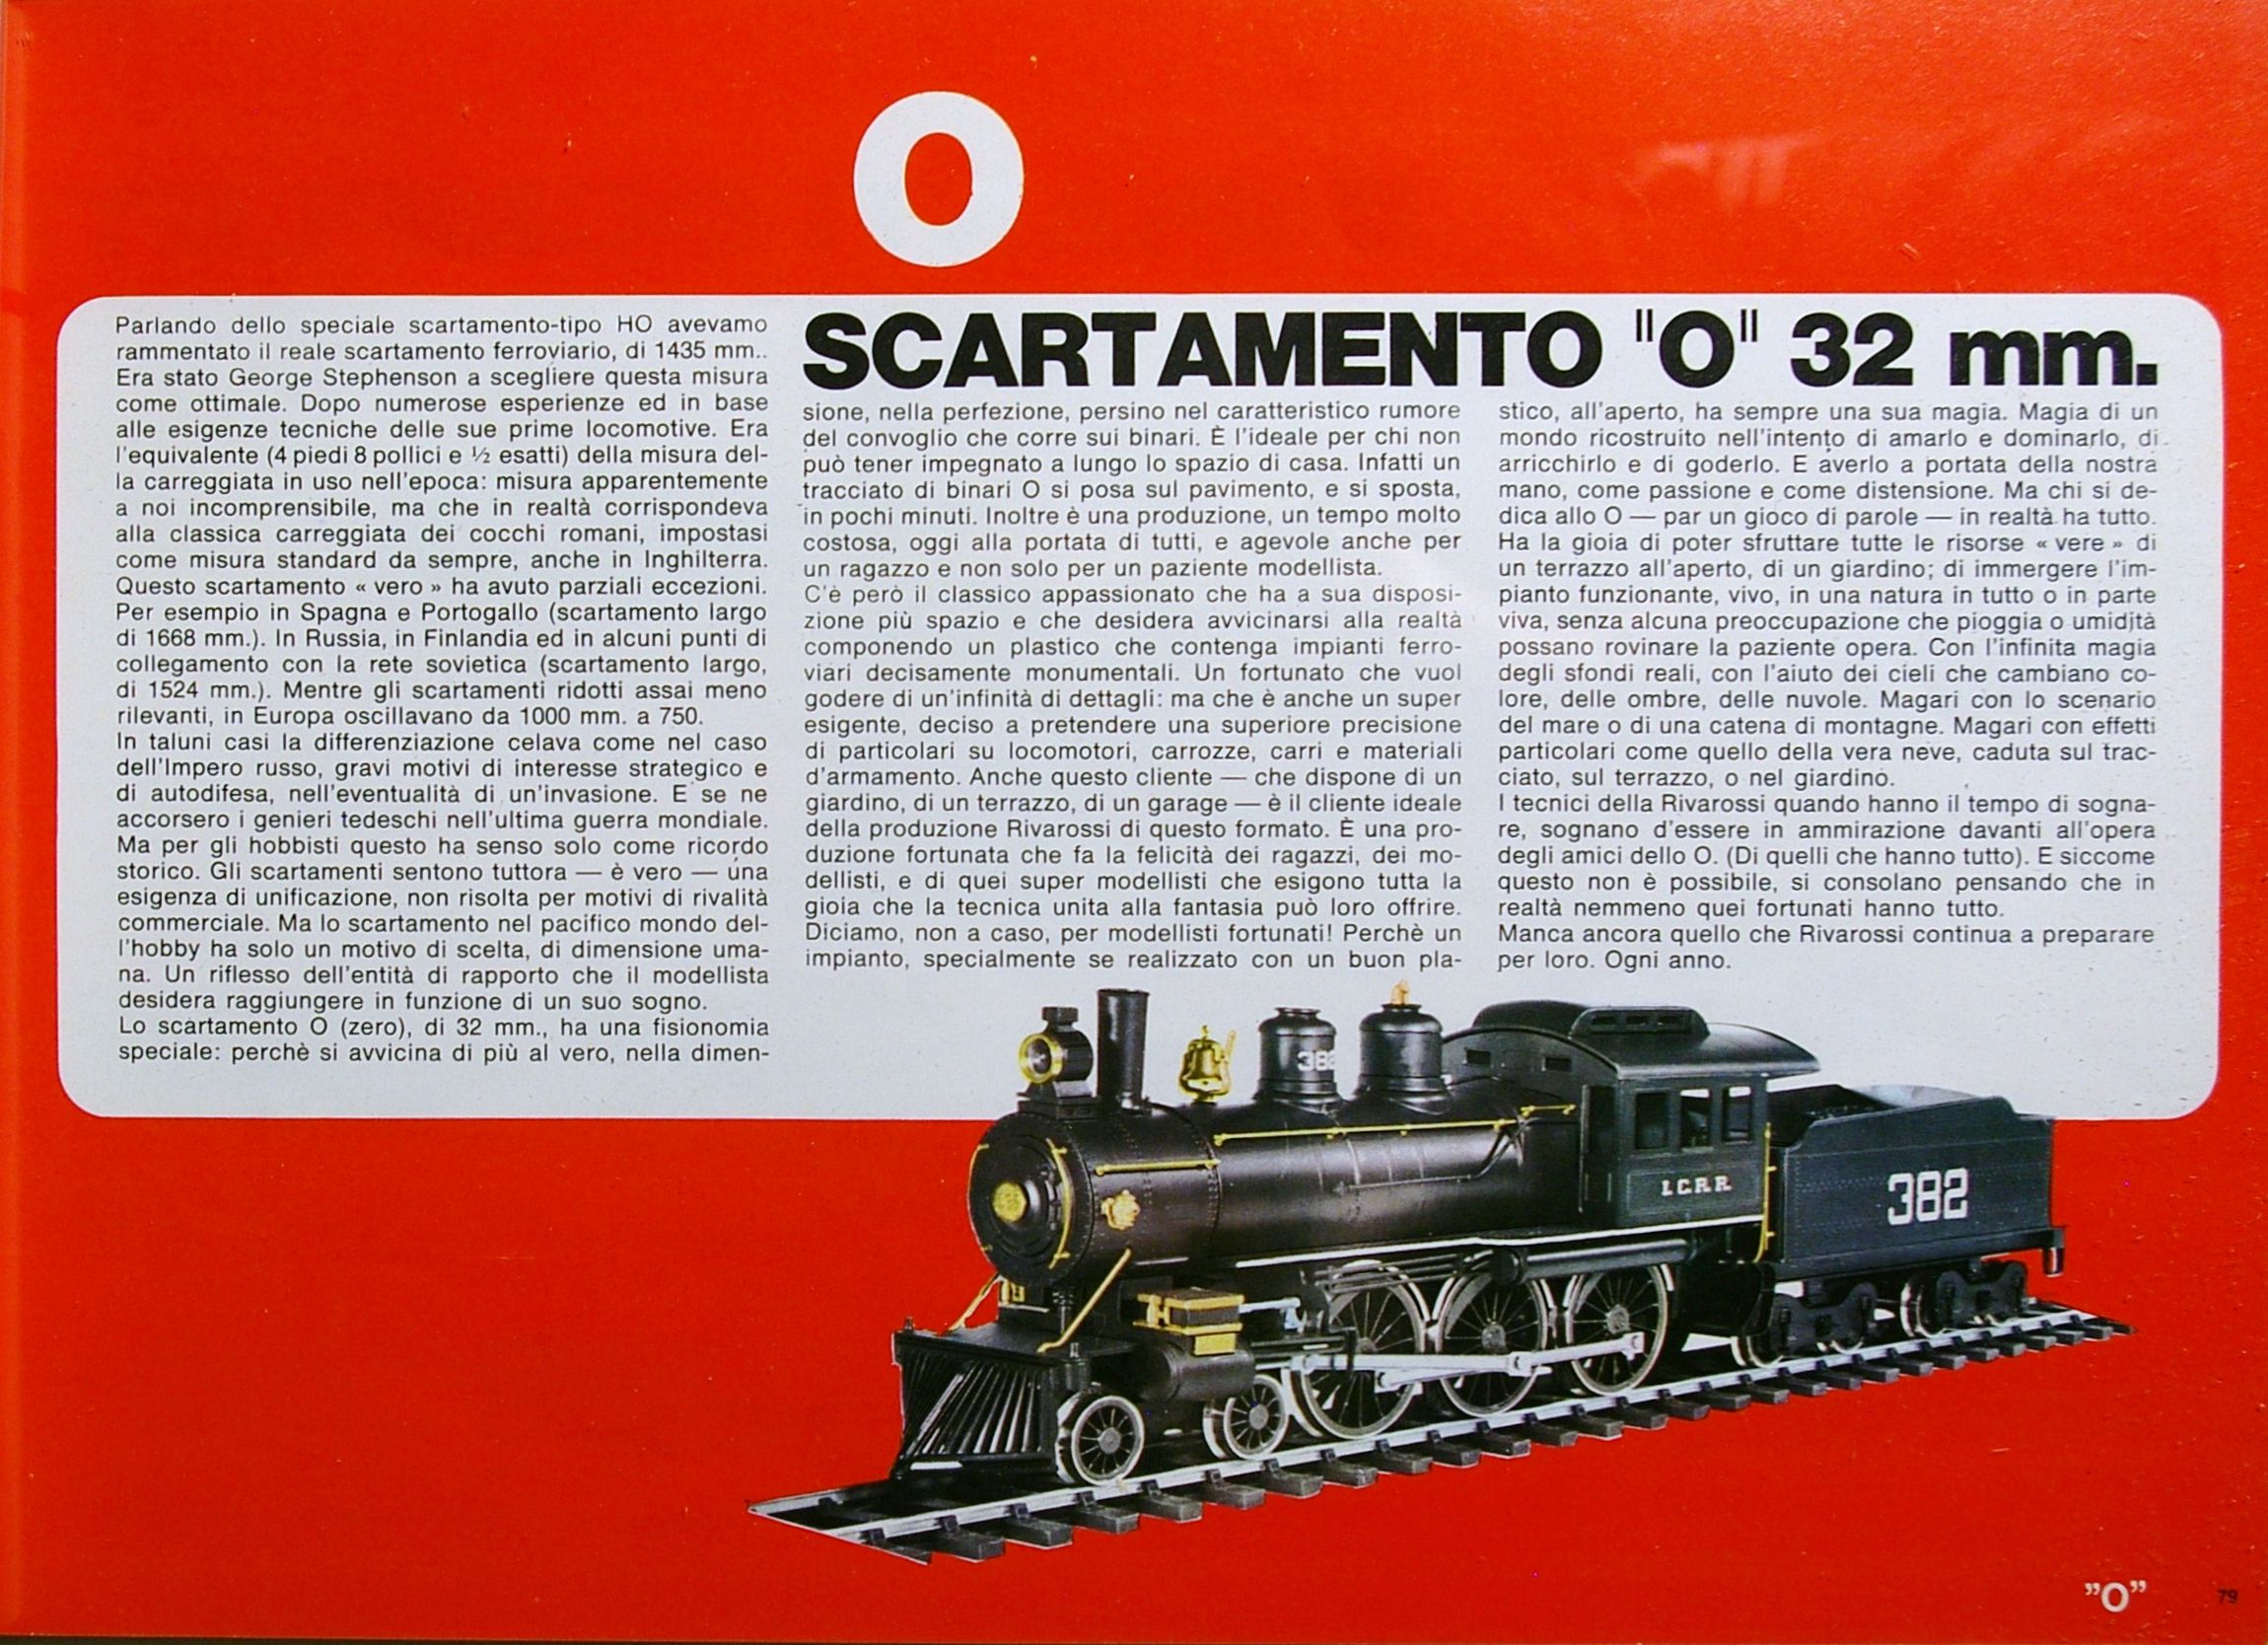 O
SCARTAMENTO "O" 32 mm.
Parlando dello speciale scartamento-tipo HO avevamo
rammentato il reale scartamento ferroviario, di 1435 mm..
Era stato George Stephenson a scegliere questa misura
come ottimale. Dopo numerose esperienze ed in base
alle esigenze tecniche delle sue prime locomotive. Era
l'equivalente (4 piedi 8 pollici e ½ esatti) della misura del-
la carreggiata in uso nell'epoca: misura apparentemente
a noi incomprensibile, ma che in realtà corrispondeva
alla classica carreggiata dei cocchi romani, impostasi
come misura standard da sempre, anche in Inghilterra.
Questo scartamento « vero » ha avuto parziali eccezioni.
Per esempio in Spagna e Portogallo (scartamento largo
di 1668 mm.). In Russia, in Finlandia ed in alcuni punti di
collegamento con la rete sovietica (scartamento largo,
di 1524 mm.). Mentre gli scartamenti ridotti assai meno
rilevanti, in Europa oscillavano da 1000 mm. a 750.
In taluni casi la differenziazione celava come nel caso
dell'Impero russo, gravi motivi di interesse strategico e
di autodifesa, nell'eventualità di un'invasione. E se ne
accorsero i genieri tedeschi nell'ultima guerra mondiale.
Ma per gli hobbisti questo ha senso solo come ricordo
storico. Gli scartamenti sentono tuttora — è vero — una
esigenza di unificazione, non risolta per motivi di rivalità
commerciale. Ma lo scartamento nel pacifico mondo del-
l'hobby ha solo un motivo di scelta, di dimensione uma-
na. Un riflesso dell'entità di rapporto che il modellista
desidera raggiungere in funzione di un suo sogno.
Lo scartamento O (zero), di 32 mm., ha una fisionomia
speciale: perchè si avvicina di più al vero, nella dimen-
sione, nella perfezione, persino nel caratteristico rumore
del convoglio che corre sui binari. È l'ideale per chi non
può tener impegnato a lungo lo spazio di casa. Infatti un
tracciato di binari O si posa sul pavimento, e si sposta,
in pochi minuti. Inoltre è una produzione, un tempo molto
costosa, oggi alla portata di tutti, e agevole anche per
un ragazzo e non solo per un paziente modellista.
C'è però il classico appassionato che ha a sua disposi-
zione più spazio e che desidera avvicinarsi alla realtà
componendo un plastico che contenga impianti ferro-
viari decisamente monumentali. Un fortunato che vuol
godere di un'infinità di dettagli: ma che è anche un super
esigente, deciso a pretendere una superiore precisione
di particolari su locomotori, carrozze, carri e materiali
d'armamento. Anche questo cliente — che dispone di un
giardino, di un terrazzo, di un garage — è il cliente ideale
della produzione Rivarossi di questo formato. È una pro-
duzione fortunata che fa la felicità dei ragazzi, dei mo-
dellisti, e di quei super modellisti che esigono tutta la
gioia che la tecnica unita alla fantasia può loro offrire.
Diciamo, non a caso, per modellisti fortunati! Perchè un
impianto, specialmente se realizzato con un buon pla-
stico, all'aperto, ha sempre una sua magia. Magia di un
mondo ricostruito nell'intento di amarlo e dominarlo, di
arricchirlo e di goderlo. E averlo a portata della nostra
mano, come passione e come distensione. Ma chi si de-
dica allo O — par un gioco di parole — in realtà ha tutto.
Ha la gioia di poter sfruttare tutte le risorse « vere » di
un terrazzo all'aperto, di un giardino; di immergere l'im-
pianto funzionante, vivo, in una natura in tutto o in parte
viva, senza alcuna preoccupazione che pioggia o umidità
possano rovinare la paziente opera. Con l'infinita magia
degli sfondi reali, con l'aiuto dei cieli che cambiano co-
lore, delle ombre, delle nuvole. Magari con lo scenario
del mare o di una catena di montagne. Magari con effetti
particolari come quello della vera neve, caduta sul trac-
ciato, sul terrazzo, o nel giardino.
I tecnici della Rivarossi quando hanno il tempo di sogna-
re, sognano d'essere in ammirazione davanti all'opera
degli amici dello O. (Di quelli che hanno tutto). E siccome
questo non è possibile, si consolano pensando che in
realtà nemmeno quei fortunati hanno tutto.
Manca ancora quello che Rivarossi continua a preparare
per loro. Ogni anno.
382
I.C.R.R.
382
"O"
79